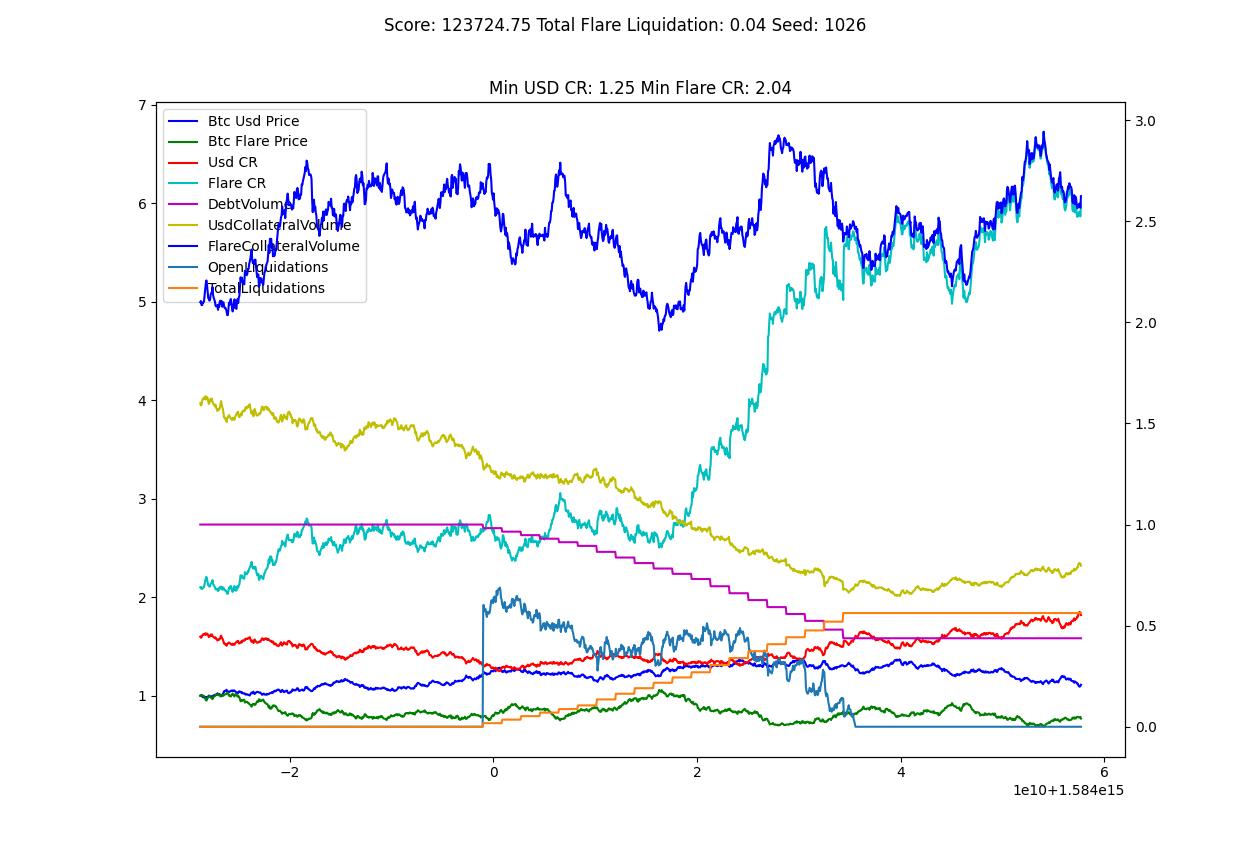 Score: 123724.75 Total Flare Liquidation: 0.04 Seed: 1026
Min USD CR: 1.25 Min Flare CR: 2.04
7
6
5
4
3
2
1
Btc Usd Price
Btc Flare Price
Usd CR
Flare CR
DebtVolume
UsdCollateralVolume
FlareCollateralVolume
OpenLiquidations
TotalLiquidations
3.0
2.5
2.0
1.5
1.0
0.5
0.0
−2 0 2 4 6
1e10+1.584e15